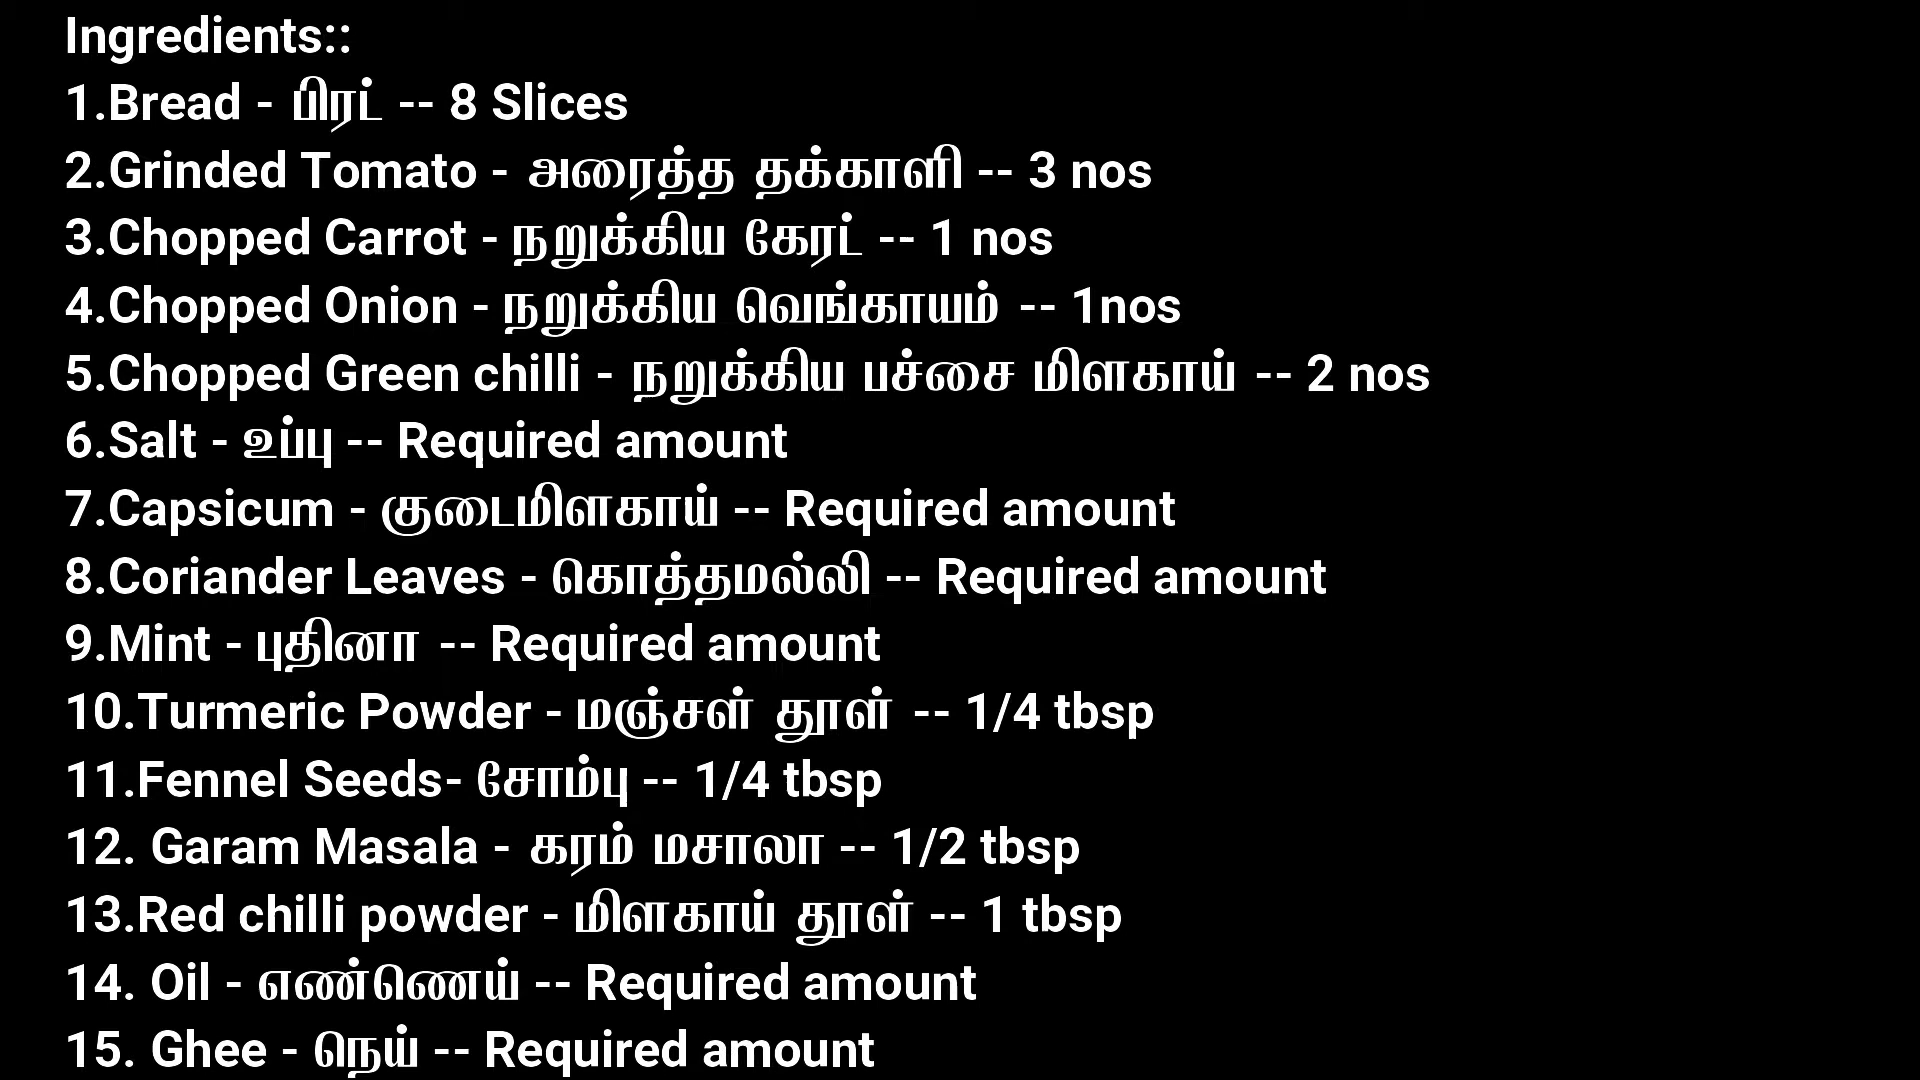 Ingredients::
1.Bread - பிரட் -- 8 Slices
2.Grinded Tomato - அரைத்த தக்காளி -- 3 nos
3.Chopped Carrot - நறுக்கிய கேரட் -- 1 nos
4.Chopped Onion - நறுக்கிய வெங்காயம் -- 1nos
5.Chopped Green chilli - நறுக்கிய பச்சை மிளகாய் -- 2 nos
6.Salt - உப்பு -- Required amount
7.Capsicum - குடைமிளகாய் -- Required amount
8.Coriander Leaves - கொத்தமல்லி -- Required amount
9.Mint - புதினா -- Required amount
10.Turmeric Powder - மஞ்சள் தூள் -- 1/4 tbsp
11.Fennel Seeds- சோம்பு -- 1/4 tbsp
12. Garam Masala - கரம் மசாலா -- 1/2 tbsp
13.Red chilli powder - மிளகாய் தூள் -- 1 tbsp
14. Oil - எண்ணெய் -- Required amount
15. Ghee - நெய் -- Required amount